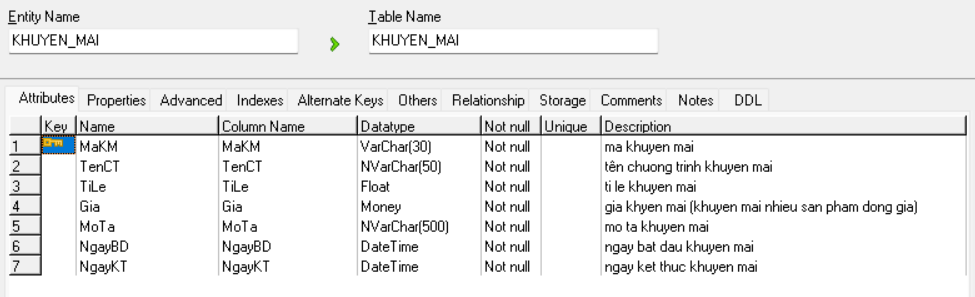 Entity Name Table Name
KHUYEN_MAI KHUYEN_MAI
Attributes Properties Advanced Indexes Alternate Keys Others Relationship Storage Comments Notes DDL
Key Name Column Name Datatype Not null Unique Description
1 MaKM MaKM VarChar(30) Not null ma khuyen mai
2 TenCT TenCT NVarChar(50) Not null tên chuong trinh khuyen mai
3 TiLe TiLe Float Not null ti le khuyen mai
4 Gia Gia Money Not null gia khyen mai (khuyen mai nhieu san pham dong gia)
5 MoTa MoTa NVarChar(500) Not null mo ta khuyen mai
6 NgayBD NgayBD DateTime Not null ngay bat dau khuyen mai
7 NgayKT NgayKT DateTime Not null ngay ket thuc khuyen mai